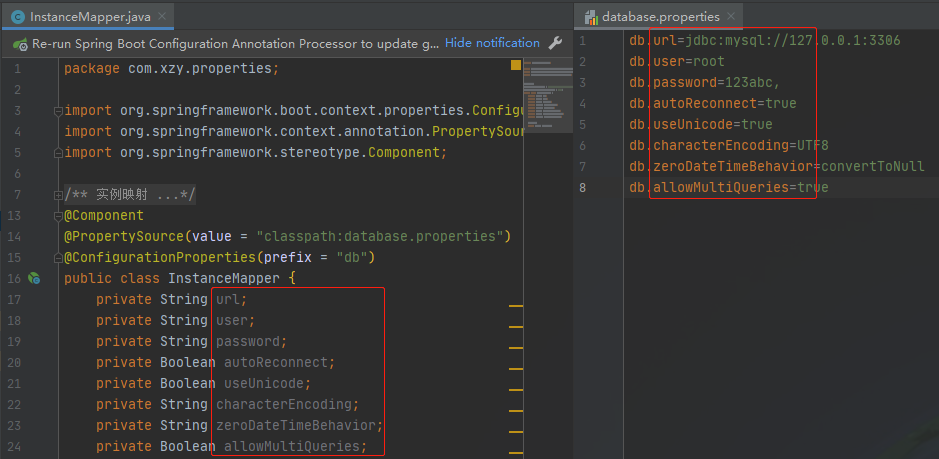 InstanceMapper.java
Re-run Spring Boot Configuration Annotation Processor to update g... Hide notification
1 package com.xzy.properties;
2
3 import org.springframework.boot.context.properties.Config
4 import org.springframework.context.annotation.PropertySour
5 import org.springframework.stereotype.Component;
6
7 /** 实例映射 ...*/
13 @Component
14 @PropertySource(value = "classpath:database.properties")
15 @ConfigurationProperties(prefix = "db")
16 public class InstanceMapper {
17 private String url;
18 private String user;
19 private String password;
20 private Boolean autoReconnect;
21 private Boolean useUnicode;
22 private String characterEncoding;
23 private String zeroDateTimeBehavior;
24 private Boolean allowMultiQueries;
database.properties
1 db.url=jdbc:mysql://127.0.0.1:3306
2 db.user=root
3 db.password=123abc,
4 db.autoReconnect=true
5 db.useUnicode=true
6 db.characterEncoding=UTF8
7 db.zeroDateTimeBehavior=convertToNull
8 db.allowMultiQueries=true